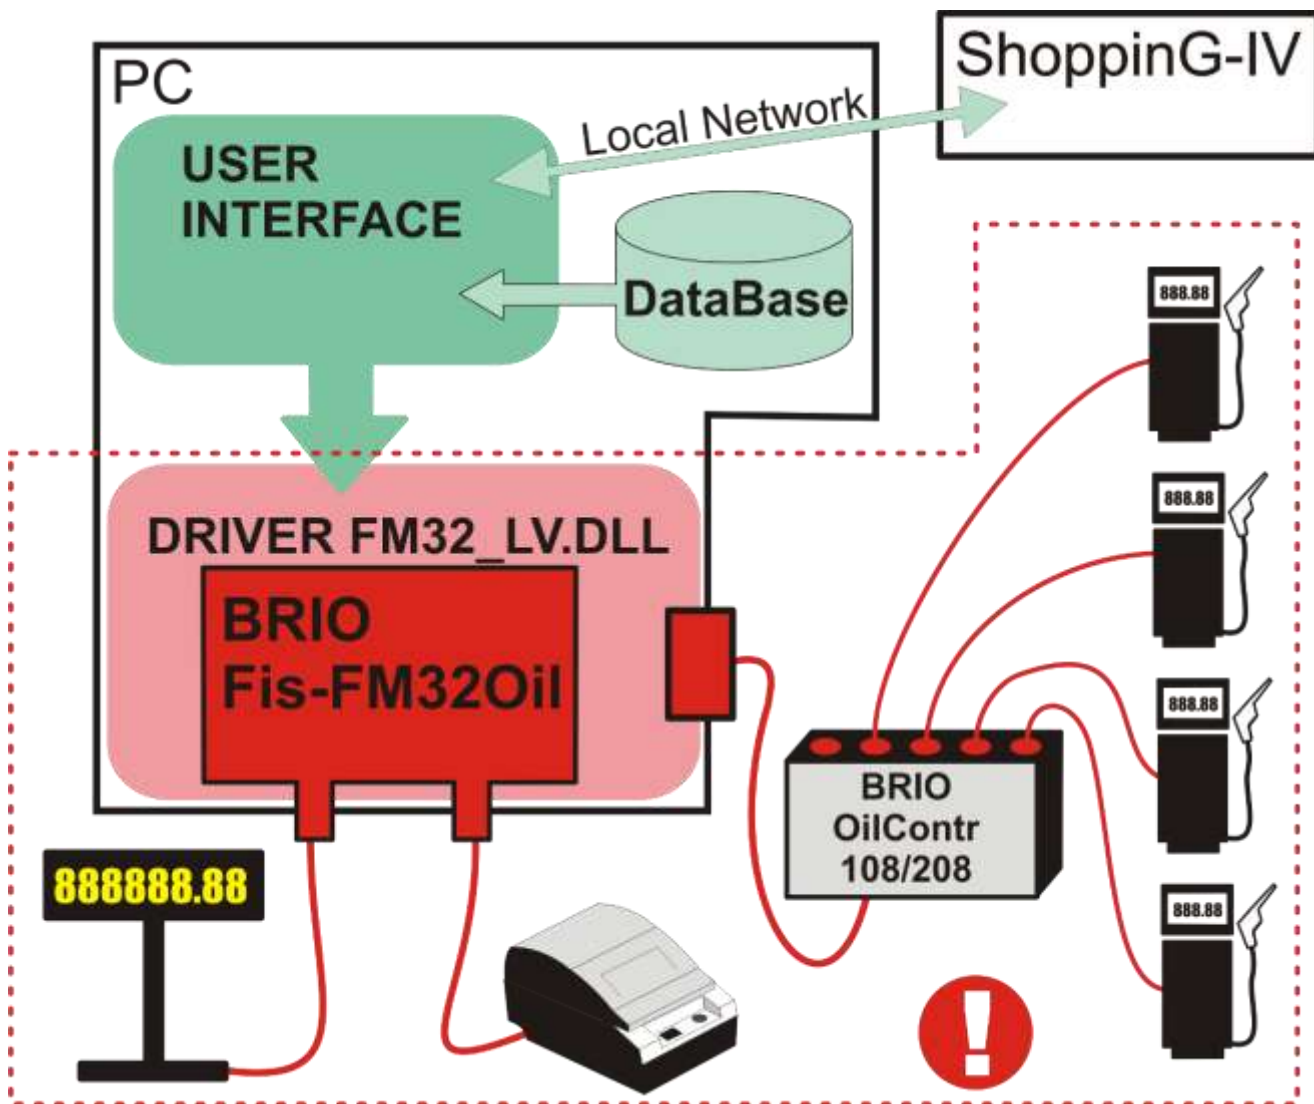 PC
ShoppinG-IV
Local Network
USER
INTERFACE
DataBase
888.88
888.88
DRIVER FM32_LV.DLL
BRIO
Fis-FM32Oil
888.88
BRIO
OilContr
108/208
888888.88
888.88
!